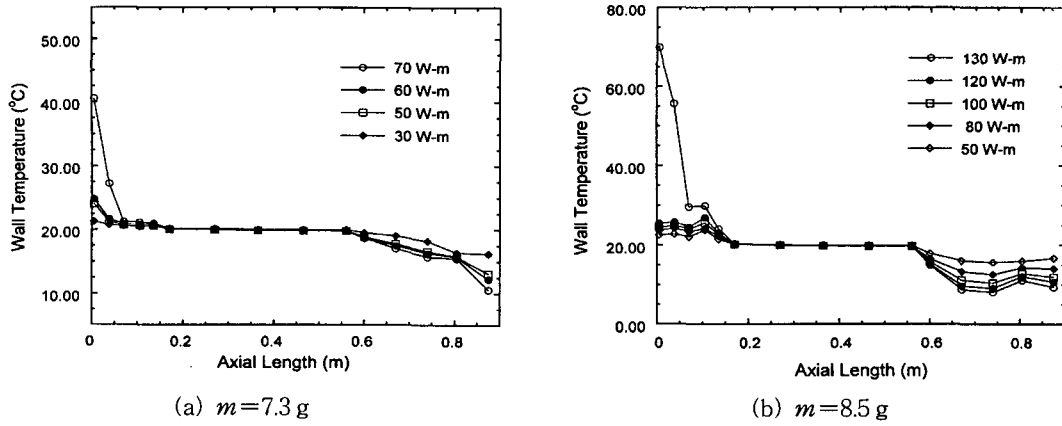 50.00
40.00
30.00
20.00
10.00
Wall Temperature (°C)
70 W-m
60 W-m
50 W-m
30 W-m
0
0.2
0.4
0.6
0.8
Axial Length (m)
(a) m=7.3 g
80.00
60.00
40.00
20.00
0.00
Wall Temperature (°C)
130 W-m
120 W-m
100 W-m
80 W-m
50 W-m
0
0.2
0.4
0.6
0.8
Axial Length (m)
(b) m=8.5 g